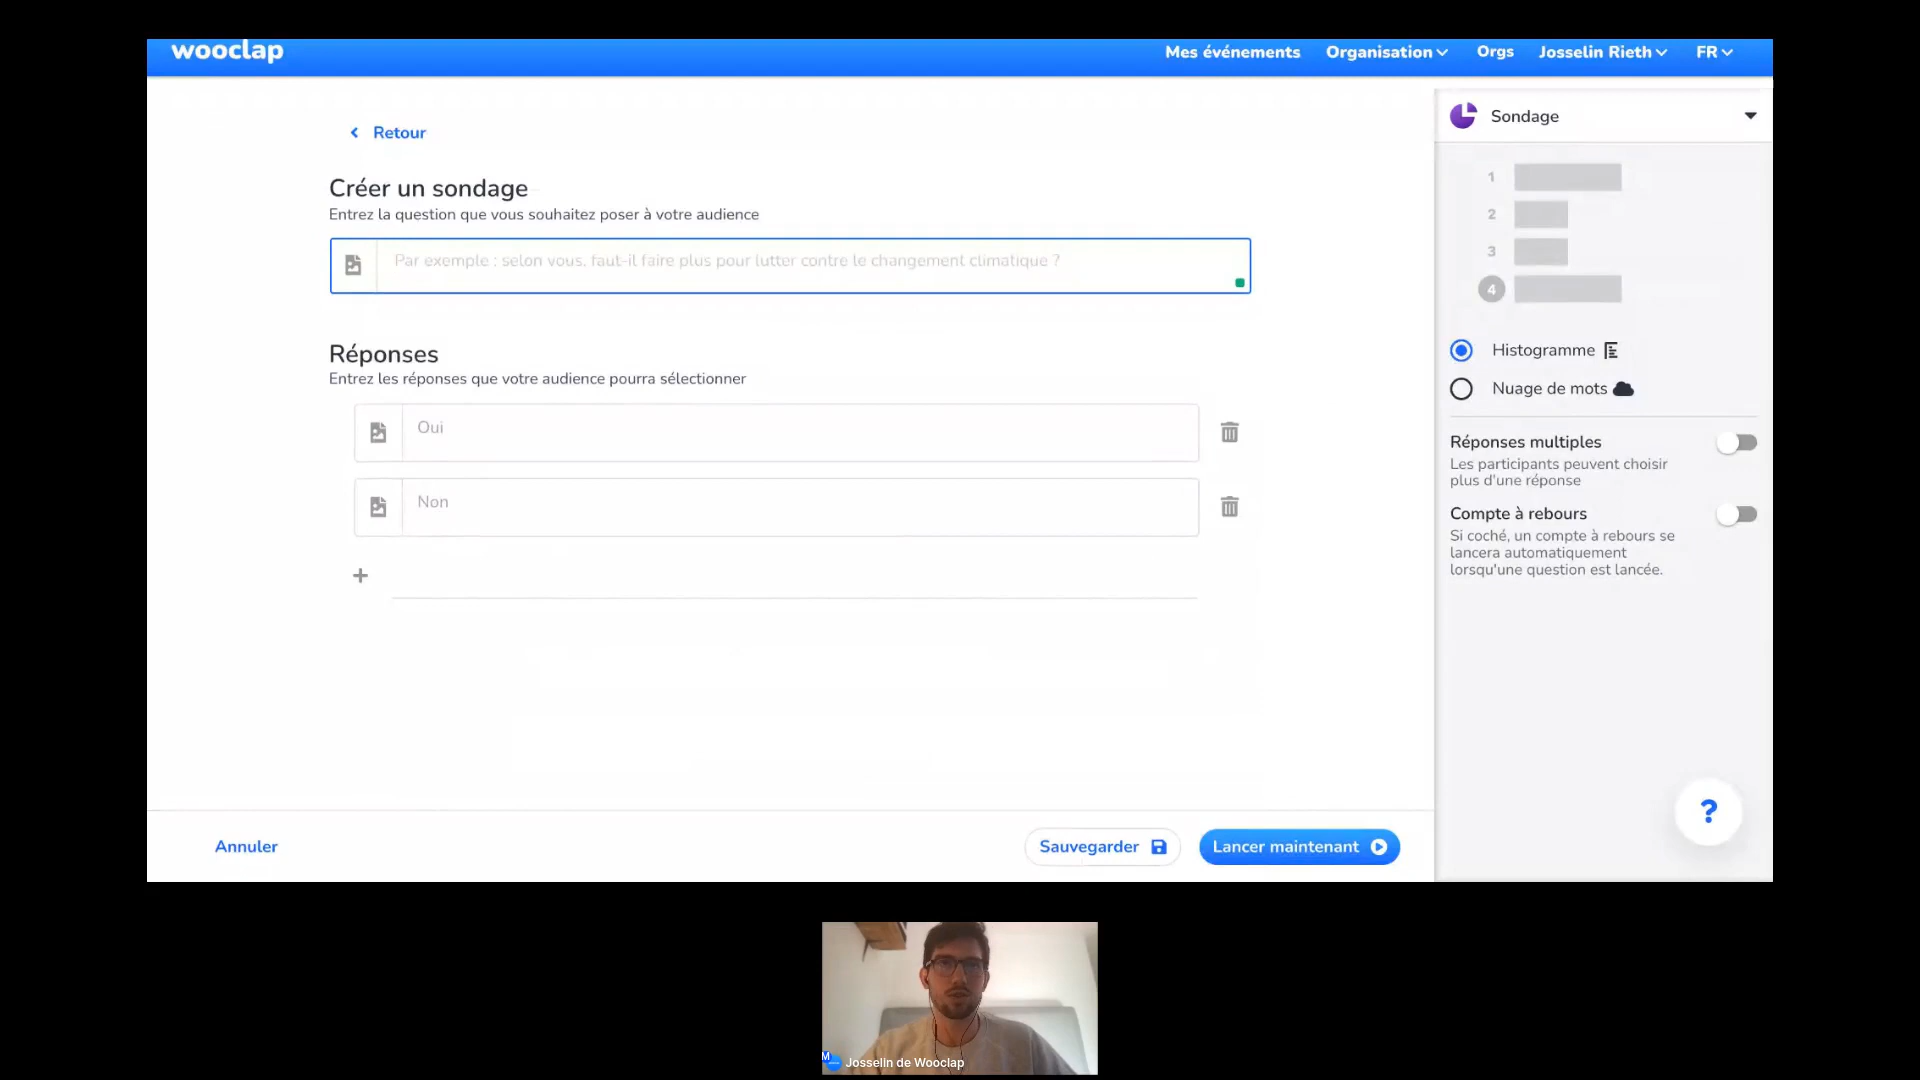 wooclap
Mes événements Organisation Orgs Josselin Rieth FR
Retour
Créer un sondage
Entrez la question que vous souhaitez poser à votre audience
Par exemple : selon vous, faut-il faire plus pour lutter contre le changement climatique ?
Réponses
Entrez les réponses que votre audience pourra sélectionner
Oui
Non
Annuler
Sauvegarder
Lancer maintenant
Sondage
1
2
3
4
Histogramme
Nuage de mots
Réponses multiples
Les participants peuvent choisir
plus d'une réponse
Compte à rebours
Si coché, un compte à rebours se
lancera automatiquement
lorsqu'une question est lancée.
?
M
Josselin de Wooclap